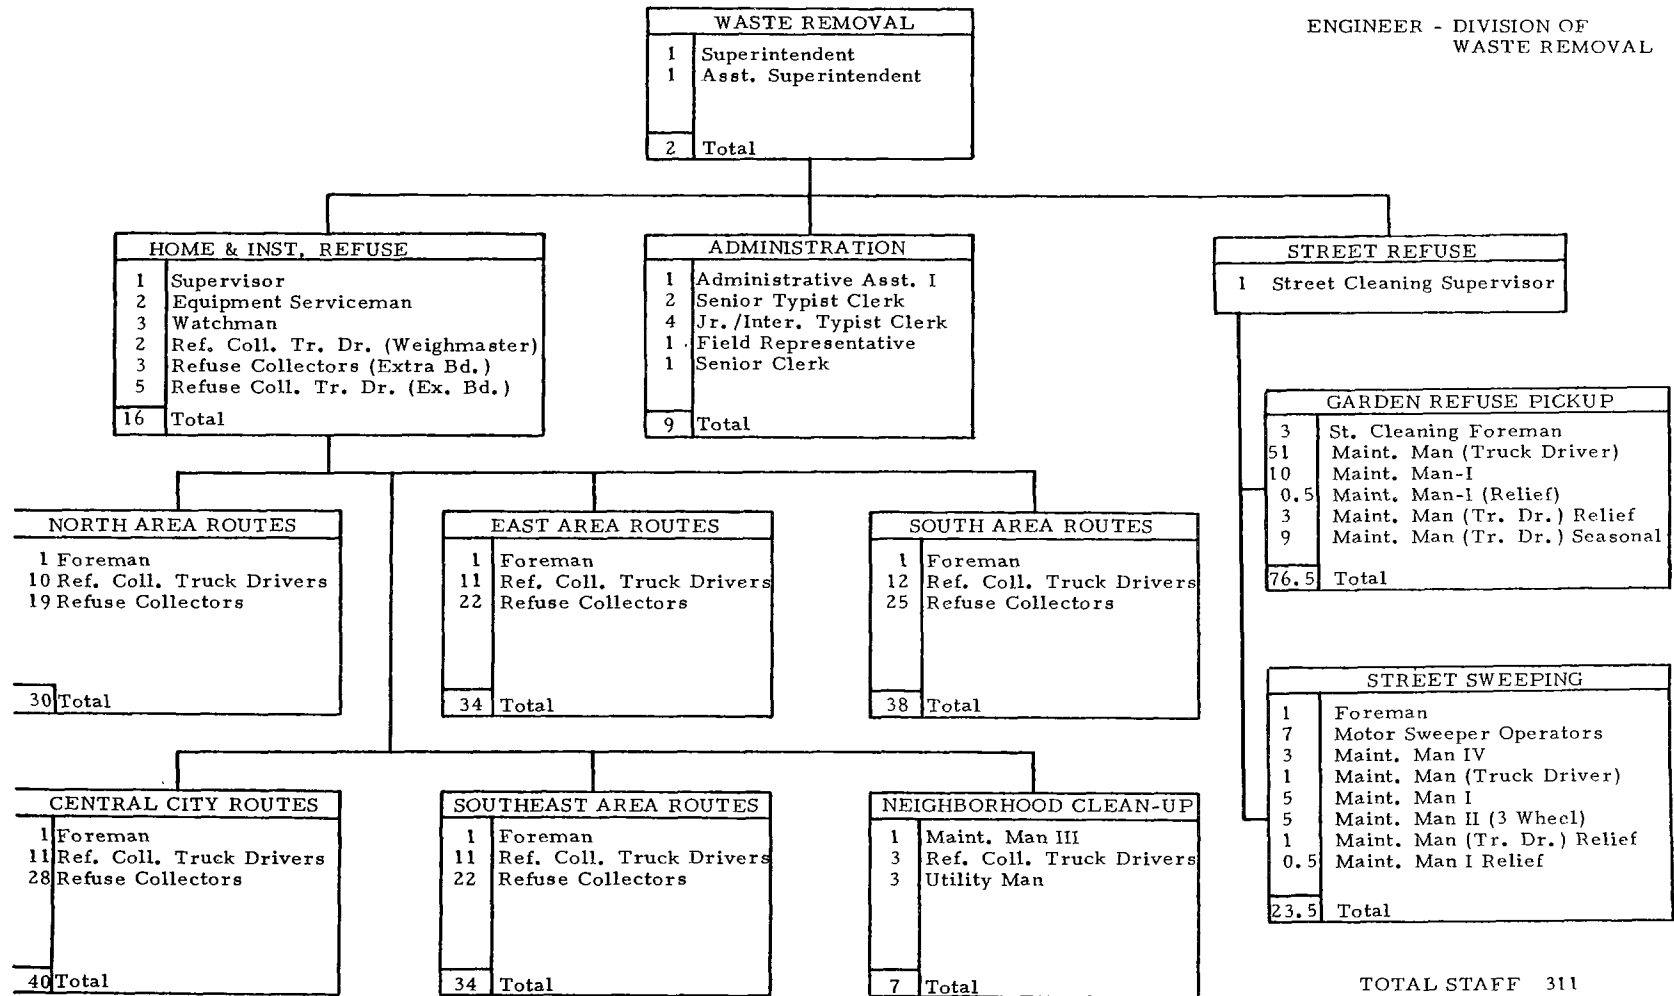 ENGINEER - DIVISION OF
WASTE REMOVAL
WASTE REMOVAL
1 Superintendent
1 Asst. Superintendent
2 Total
HOME & INST. REFUSE
1 Supervisor
2 Equipment Serviceman
3 Watchman
2 Ref. Coll. Tr. Dr. (Weighmaster)
3 Refuse Collectors (Extra Bd.)
5 Refuse Coll. Tr. Dr. (Ex. Bd.)
16 Total
ADMINISTRATION
1 Administrative Asst. I
2 Senior Typist Clerk
4 Jr./Inter. Typist Clerk
1 Field Representative
1 Senior Clerk
9 Total
STREET REFUSE
1 Street Cleaning Supervisor
GARDEN REFUSE PICKUP
3 St. Cleaning Foreman
51 Maint. Man (Truck Driver)
10 Maint. Man-I
0.5 Maint. Man-1 (Relief)
3 Maint. Man (Tr. Dr.) Relief
9 Maint. Man (Tr. Dr.) Seasonal
76.5 Total
NORTH AREA ROUTES
1 Foreman
10 Ref. Coll. Truck Drivers
19 Refuse Collectors
30 Total
EAST AREA ROUTES
1 Foreman
11 Ref. Coll. Truck Drivers
22 Refuse Collectors
34 Total
SOUTH AREA ROUTES
1 Foreman
12 Ref. Coll. Truck Drivers
25 Refuse Collectors
38 Total
STREET SWEEPING
1 Foreman
7 Motor Sweeper Operators
3 Maint. Man IV
1 Maint. Man (Truck Driver)
5 Maint. Man I
5 Maint. Man II (3 Wheel)
1 Maint. Man (Tr. Dr.) Relief
0.5 Maint. Man I Relief
23.5 Total
CENTRAL CITY ROUTES
1 Foreman
11 Ref. Coll. Truck Drivers
28 Refuse Collectors
40 Total
SOUTHEAST AREA ROUTES
1 Foreman
11 Ref. Coll. Truck Drivers
22 Refuse Collectors
34 Total
NEIGHBORHOOD CLEAN-UP
1 Maint. Man III
3 Ref. Coll. Truck Drivers
3 Utility Man
7 Total
TOTAL STAFF 311